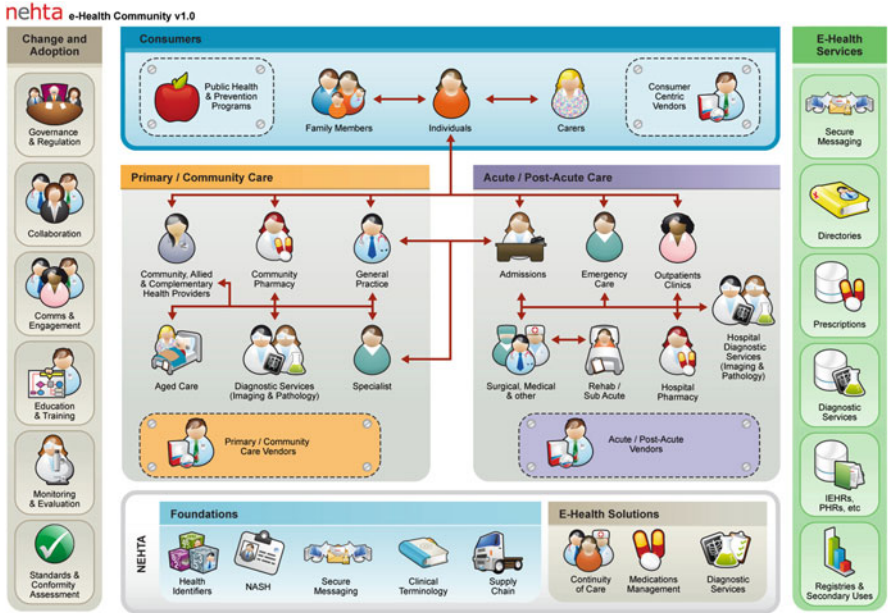 nehta e-Health Community v1.0
Change and
Adoption
Governance
& Regulation
Collaboration
Comms &
Engagement
Education
& Training
Monitoring
& Evaluation
Standards &
Conformity
Assessment
Consumers
Public Health
& Prevention
Programs
Family Members
Individuals
Carers
Consumer
Centric
Vendors
Primary / Community Care
Community, Allied
& Complementary
Health Providers
Community
Pharmacy
General
Practice
Aged Care
Diagnostic Services
(Imaging & Pathology)
Specialist
Primary / Community
Care Vendors
Acute / Post-Acute Care
Admissions
Emergency
Care
Outpatients
Clinics
Surgical, Medical
& other
Rehab /
Sub Acute
Hospital
Pharmacy
Hospital
Diagnostic
Services
(Imaging &
Pathology)
Acute / Post-Acute
Vendors
NEHTA
Foundations
Health
Identifiers
NASH
Secure
Messaging
Clinical
Terminology
Supply
Chain
E-Health Solutions
Continuity
of Care
Medications
Management
Diagnostic
Services
E-Health
Services
Secure
Messaging
Directories
Prescriptions
Diagnostic
Services
IEHRs,
PHRs, etc
Registries &
Secondary Uses